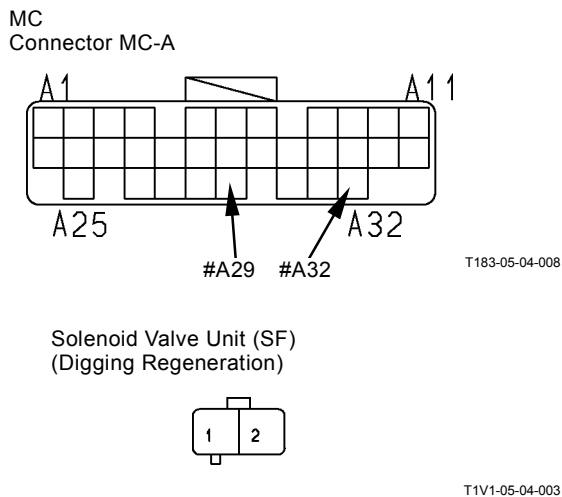 MC
Connector MC-A
A1 A11
A25 A32
#A29 #A32
T183-05-04-008
Solenoid Valve Unit (SF)
(Digging Regeneration)
1 2
T1V1-05-04-003